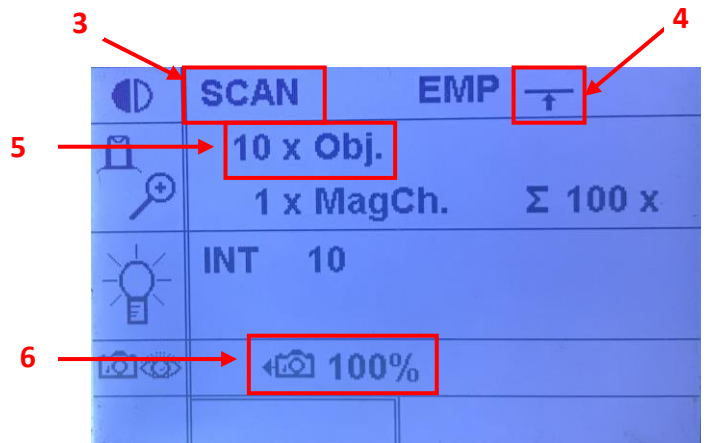 3
4
SCAN EMP
5
10 x Obj.
1 x MagCh. Σ 100 x
INT 10
6
100%